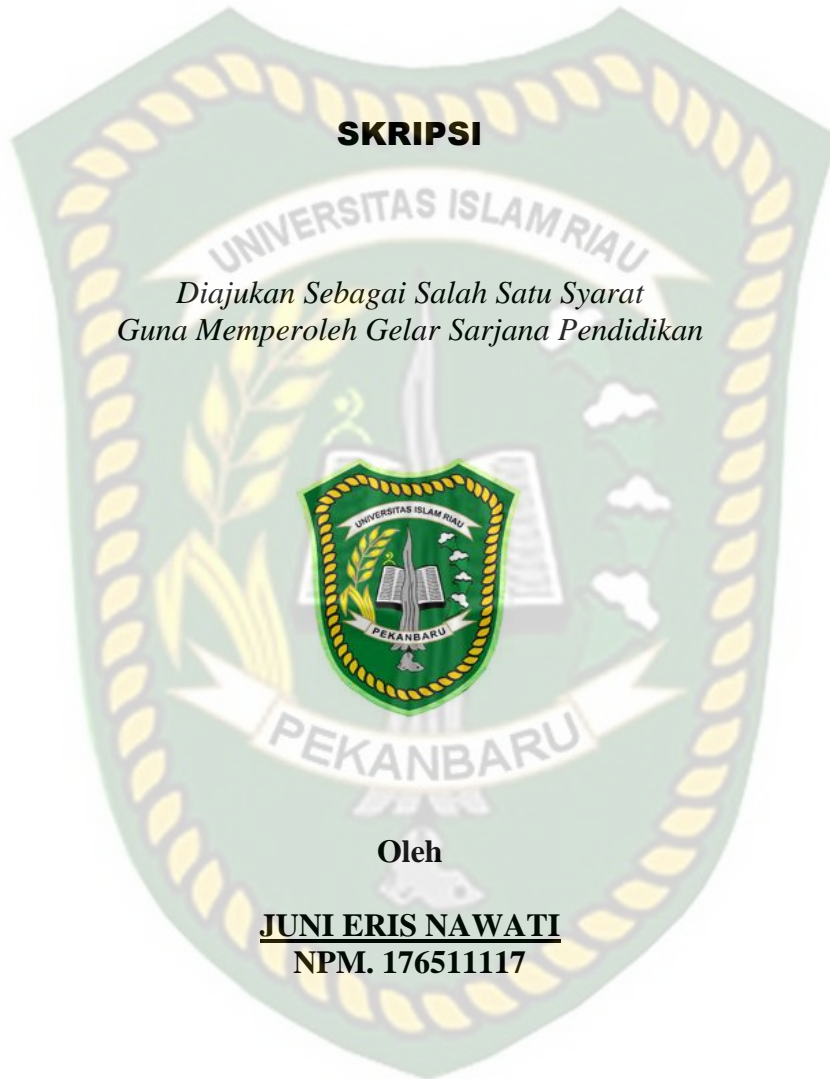 SKRIPSI
UNIVERSITAS ISLAM RIAU
Diajukan Sebagai Salah Satu Syarat
Guna Memperoleh Gelar Sarjana Pendidikan
UNIVERSITAS ISLAM RIAU
PEKANBARU
PEKANBARU
Oleh
JUNI ERIS NAWATI
NPM. 176511117